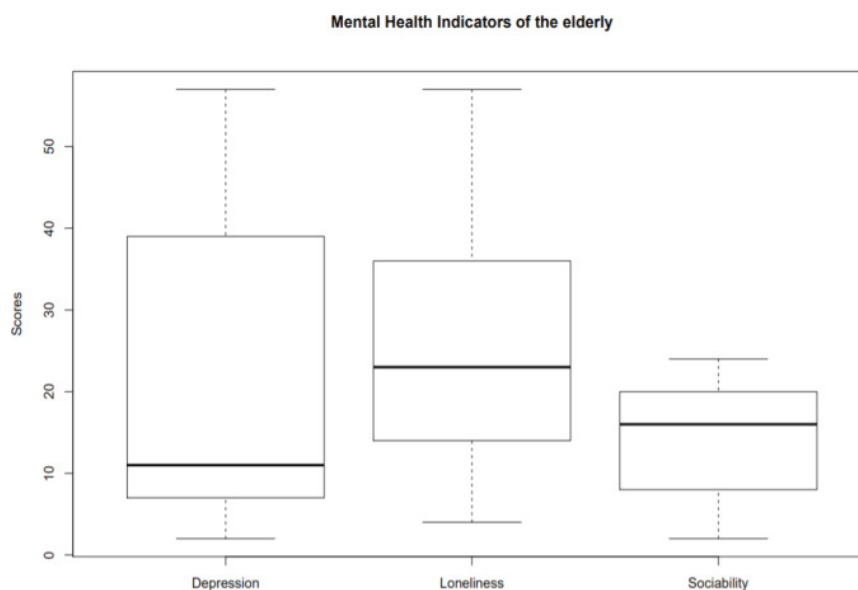 Mental Health Indicators of the elderly
Scores
50
40
30
20
10
0
Depression Loneliness Sociability